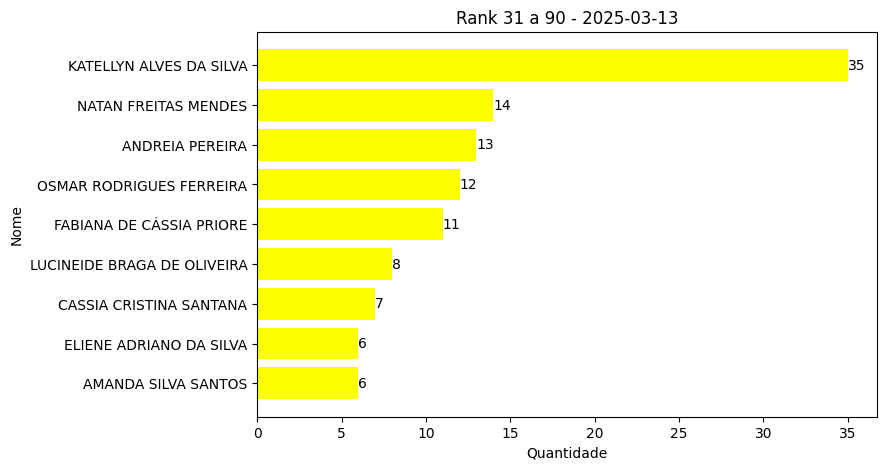 Rank 31 a 90 - 2025-03-13
Nome
KATELLYN ALVES DA SILVA 35
NATAN FREITAS MENDES 14
ANDREIA PEREIRA 13
OSMAR RODRIGUES FERREIRA 12
FABIANA DE CÁSSIA PRIORE 11
LUCINEIDE BRAGA DE OLIVEIRA 8
CASSIA CRISTINA SANTANA 7
ELIENE ADRIANO DA SILVA 6
AMANDA SILVA SANTOS 6
0 5 10 15 20 25 30 35
Quantidade